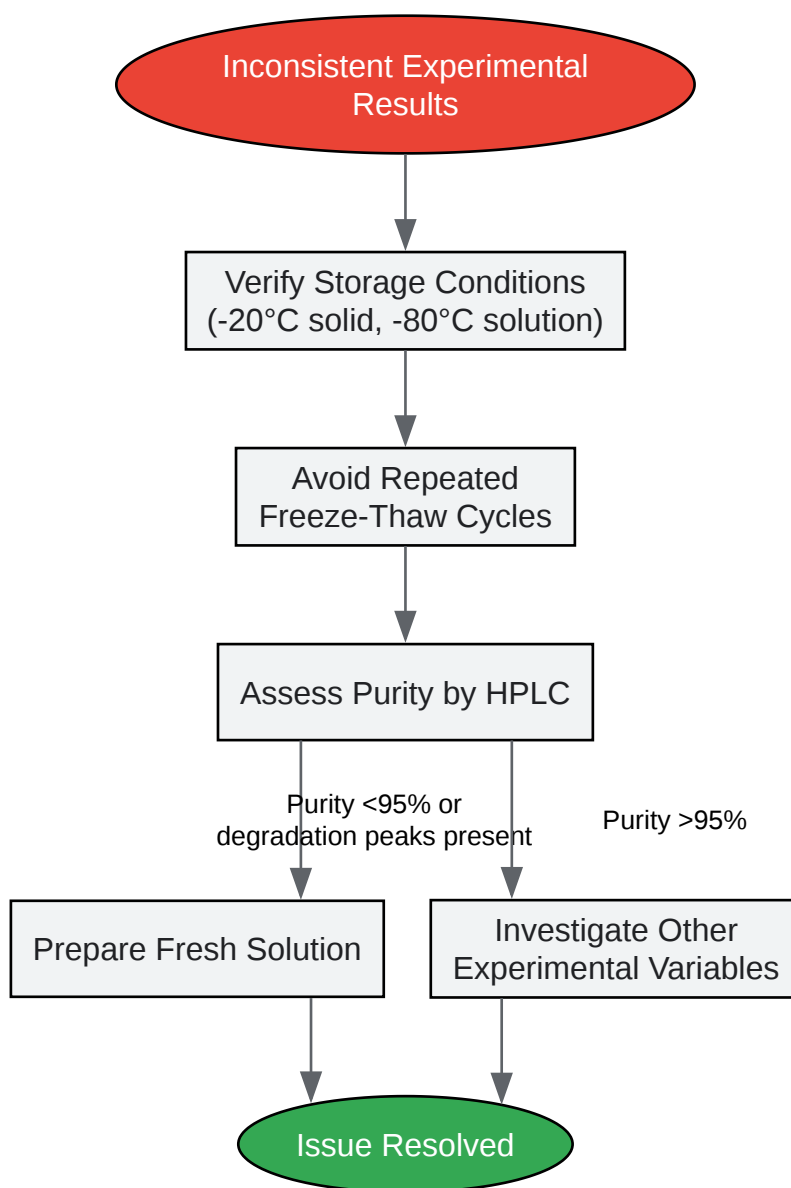 Inconsistent Experimental
Results
Verify Storage Conditions
(-20°C solid, -80°C solution)
Avoid Repeated
Freeze-Thaw Cycles
Assess Purity by HPLC
Purity <95% or
degradation peaks present
Purity >95%
Prepare Fresh Solution
Investigate Other
Experimental Variables
Issue Resolved